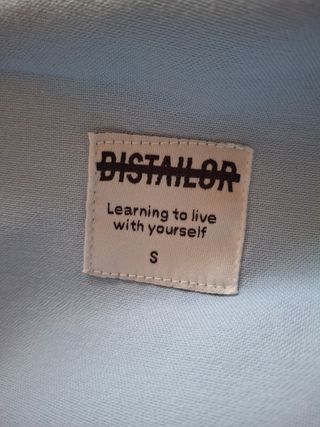 DISTAILOR
Learning to live
with yourself
S